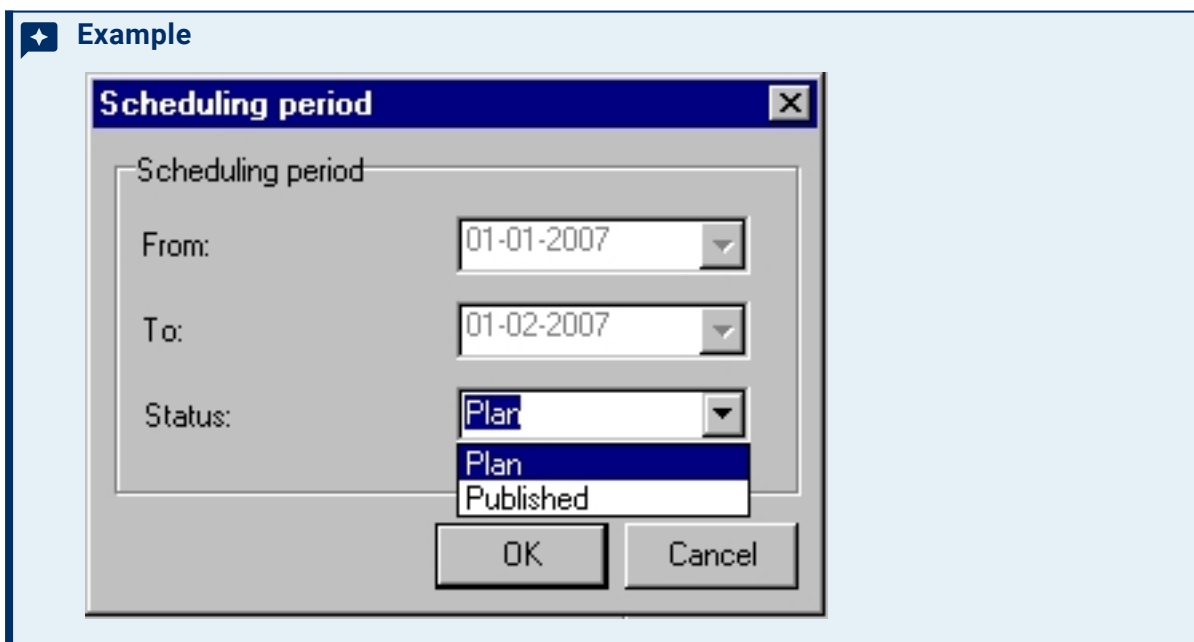 Example
Scheduling period
Scheduling period
From: 01-01-2007
To: 01-02-2007
Status: Plan
Plan
Published
OK Cancel